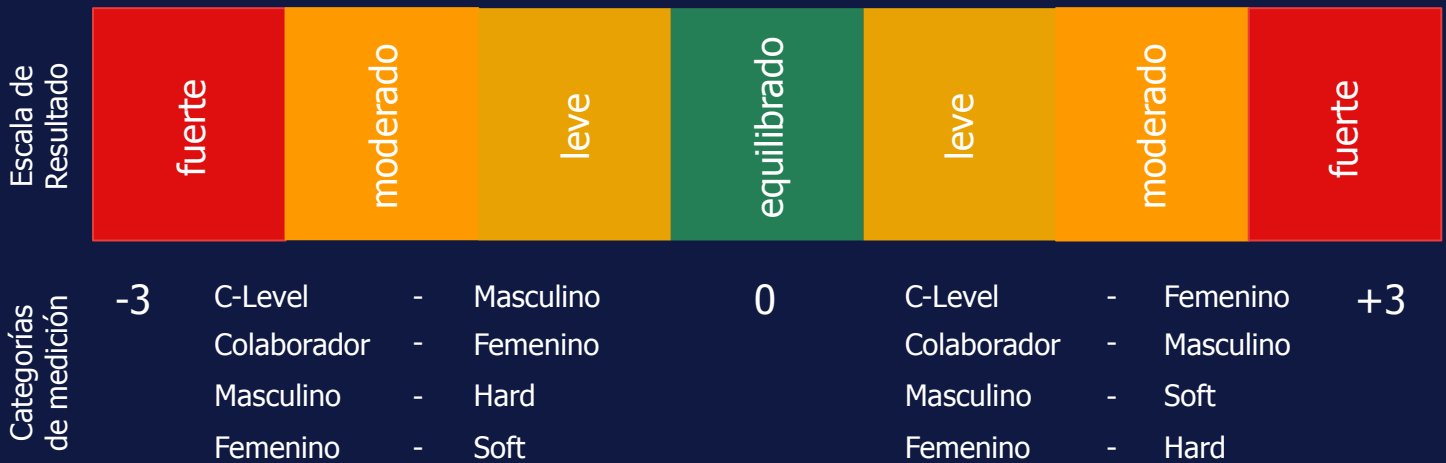 Escala de
Resultado
fuerte
moderado
leve
equilibrado
leve
moderado
fuerte
Categorías
de medición
-3
C-Level - Masculino
0
C-Level - Femenino
+3
Colaborador - Femenino
Colaborador - Masculino
Masculino - Hard
Masculino - Soft
Femenino - Soft
Femenino - Hard